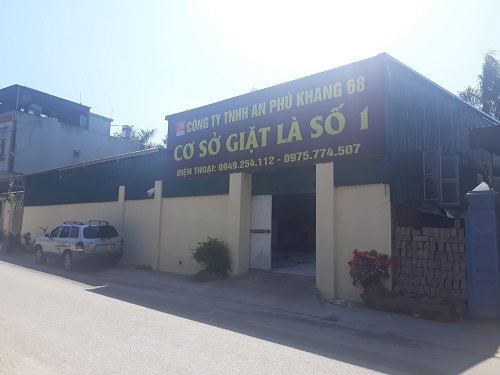 CÔNG TY TNHH AN PHÚ KHANG 68
CƠ SỞ GIẶT LÀ SỐ 1
ĐIỆN THOẠI: 0949.254.112 - 0975.774.507